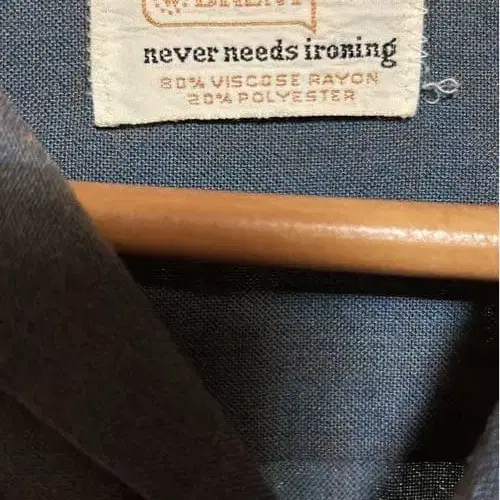 never needs ironing
80% VISCOSE RAYON
20% POLYESTER